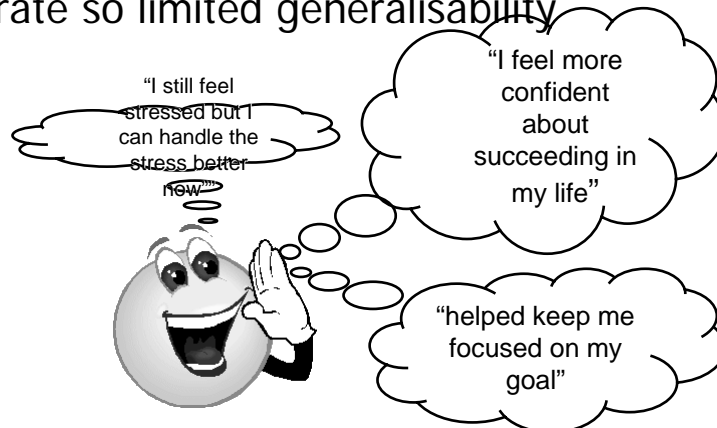 rate so limited generalisability
“I still feel
stressed but I
can handle the
stress better
now””
“I feel more
confident
about
succeeding in
my life”
“helped keep me
focused on my
goal”